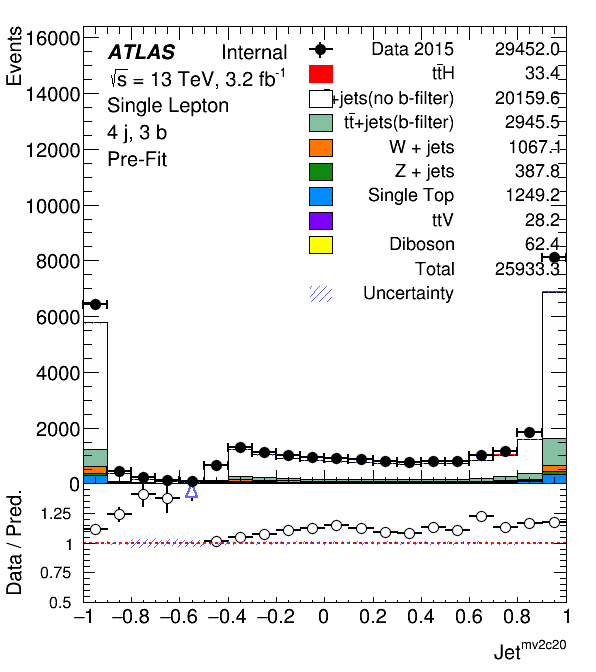 Events
16000
14000
12000
10000
8000
6000
4000
2000
0
ATLAS Internal
√s = 13 TeV, 3.2 fb⁻¹
Single Lepton
4 j, 3 b
Pre-Fit
Data 2015 29452.0
tt̄H 33.4
+jets(no b-filter) 20159.6
tt̄+jets(b-filter) 2945.5
W + jets 1067.1
Z + jets 387.8
Single Top 1249.2
ttV 28.2
Diboson 62.4
Total 25933.3
Uncertainty
Data / Pred.
1.25
1
0.75
0.5
−1 −0.8 −0.6 −0.4 −0.2 0 0.2 0.4 0.6 0.8 1
Jet^mv2c20